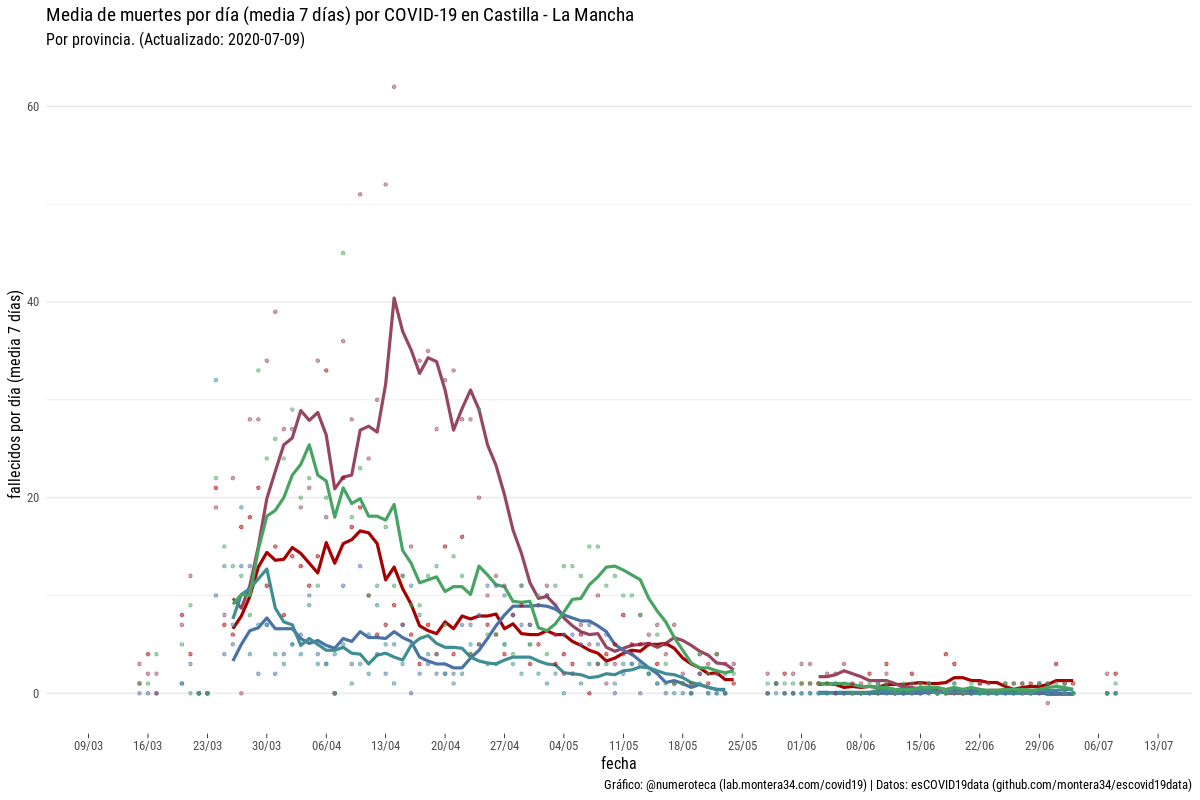 Media de muertes por día (media 7 días) por COVID-19 en Castilla - La Mancha
Por provincia. (Actualizado: 2020-07-09)
fallecidos por día (media 7 días)
60
40
20
0
09/03 16/03 23/03 30/03 06/04 13/04 20/04 27/04 04/05 11/05 18/05 25/05 01/06 08/06 15/06 22/06 29/06 06/07 13/07
fecha
Gráfico: @numeroteca (lab.montera34.com/covid19) | Datos: esCOVID19data (github.com/montera34/escovid19data)